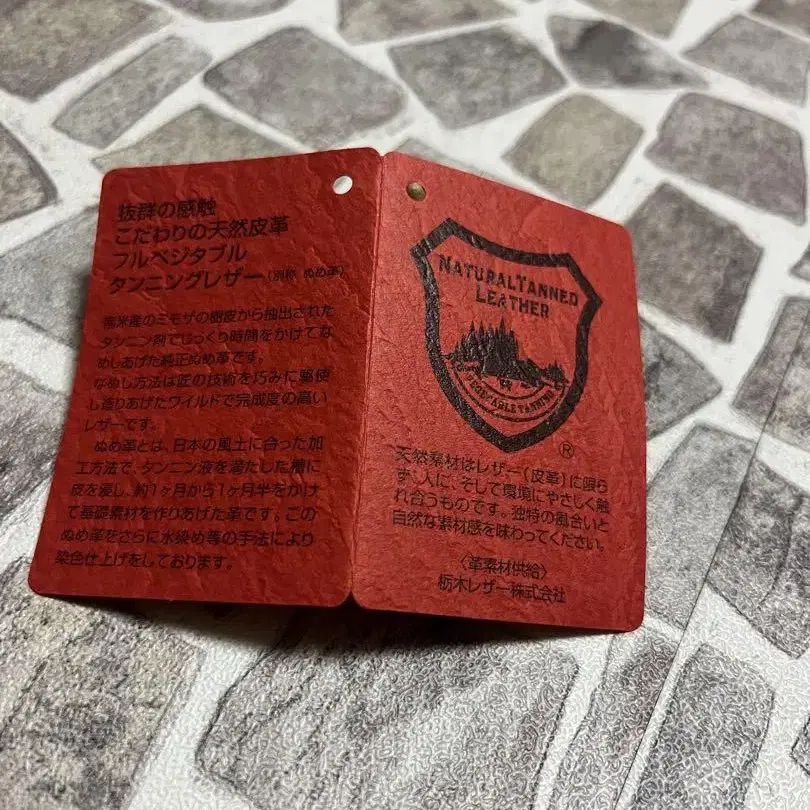 抜群の感触
こだわりの天然皮革
フルベジタブル
タンニングレザー(別称 ぬめ革)
南米産のミモザの樹皮から抽出された
タンニン剤でじっくり時間をかけてな
めしあげた純正ぬめ革です。
なめし方法は匠の技術を巧みに駆使
し造りあげたワイルドで完成度の高い
レザーです。
ぬめ革とは、日本の風土に合った加
工方法で、タンニン液を満たした槽に
皮を浸し、約1ヶ月から1ヶ月半をかけ
て基礎素材を作りあげた革です。この
ぬめ革をさらに水染め等の手法により
染色仕上げをしております。
NATURALTANNED
LEATHER
VEGETABLE TANNING
®
天然素材はレザー(皮革)に限ら
ず、人に、そして環境にやさしく触
れ合うものです。独特の風合いと
自然な素材感を味わってください。
〈革素材供給〉
栃木レザー株式会社